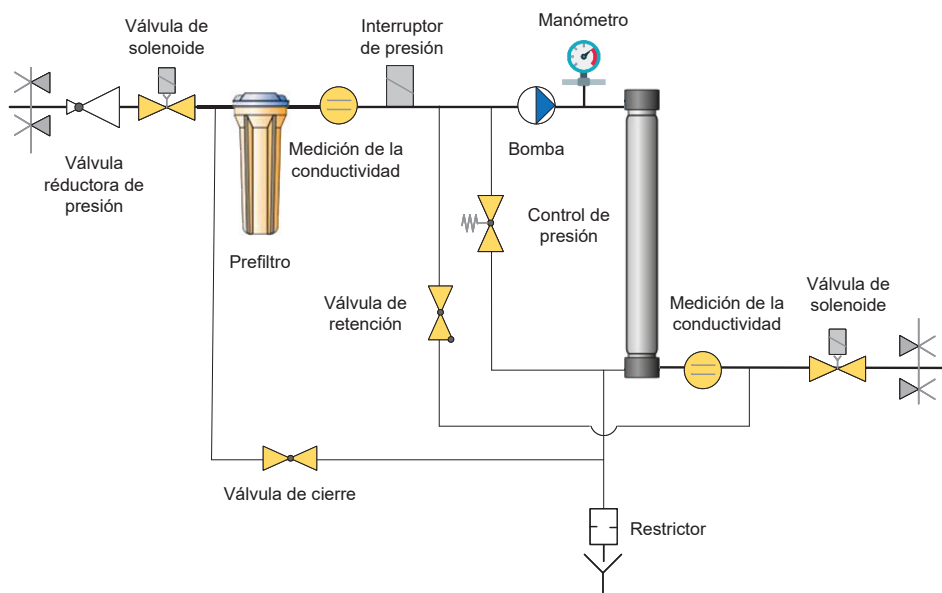 Válvula de
solenoide
Interruptor
de presión
Manómetro
Válvula
réductora de
presión
Medición de la
conductividad
Bomba
Prefiltro
Control de
presión
Válvula de
retención
Medición de la
conductividad
Válvula de
solenoide
Válvula de cierre
Restrictor